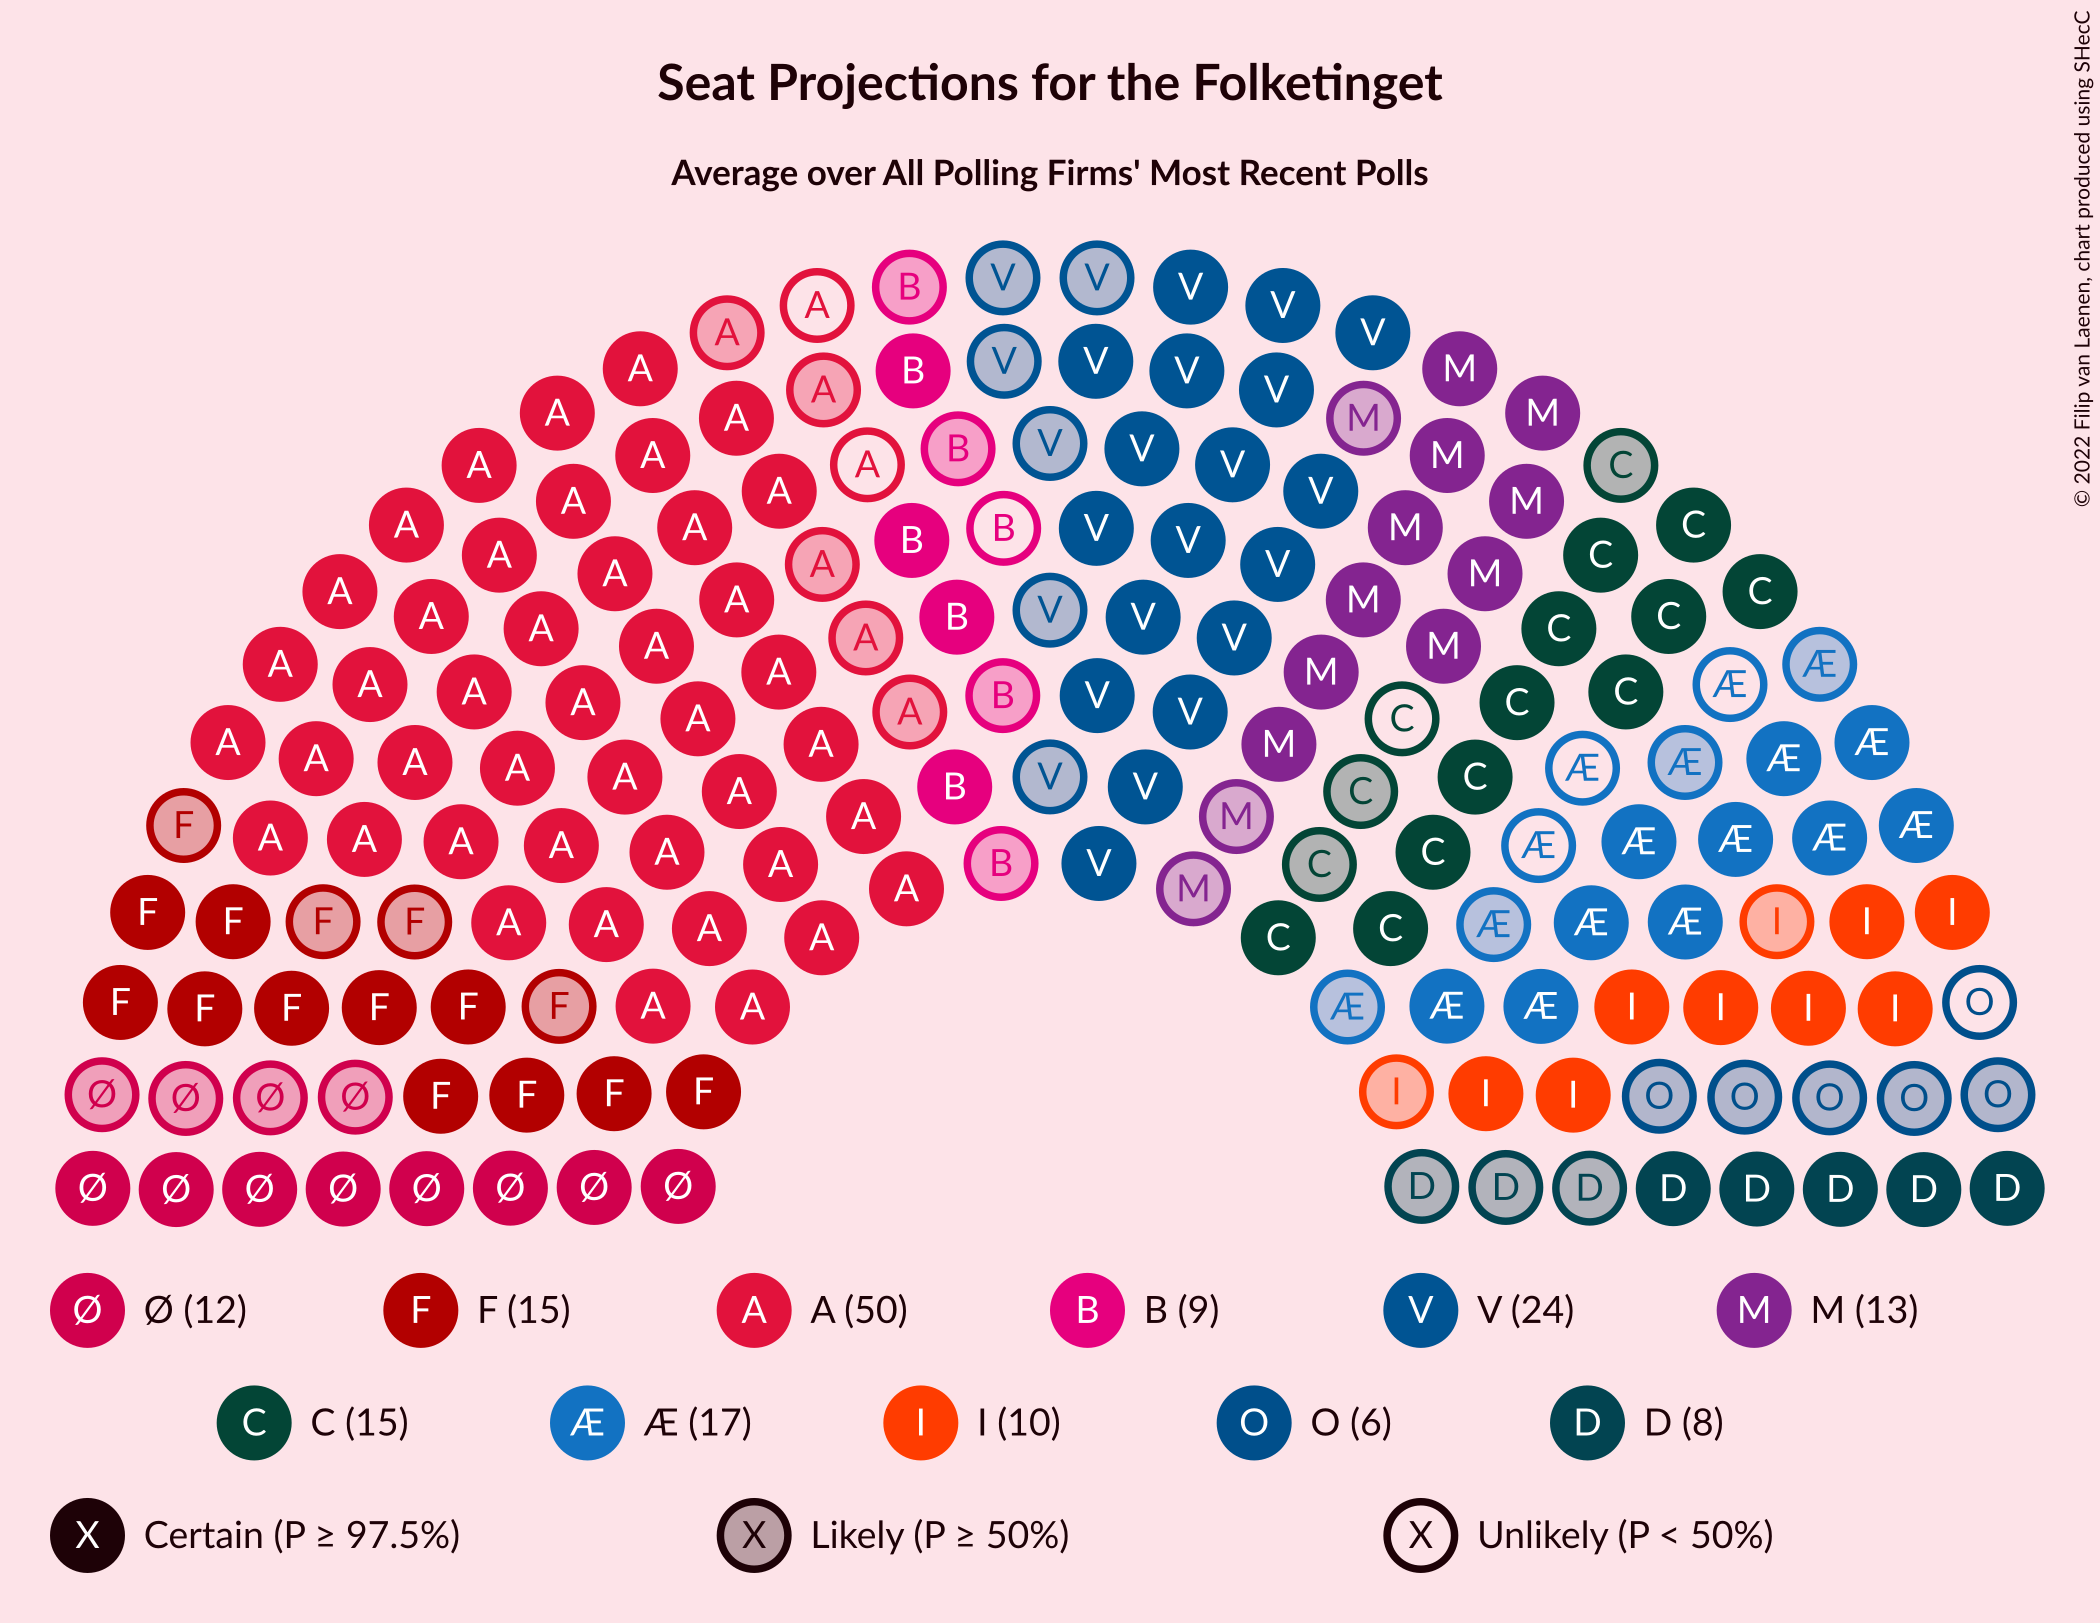 Seat Projections for the Folketinget
Average over All Polling Firms' Most Recent Polls
© 2022 Filip van Laenen, chart produced using SHecC
V V
B V
A V
A V
A M
A B V V V V M
A A M C
A A B V V V M
A A A V M C
A A A B V M C
A A A B V V V M C
A A A A V M C
A A A B V V M C
A A A A V M C Æ
A A A A B V V M C Æ
A A A A V M C Æ
A A A A B V M C Æ Æ
F A A A A A V M C Æ Æ Æ
A A A A A B V C Æ Æ Æ
F F F F A A A A A M C C Æ Æ Æ I I I
F F F F F F A A Æ Æ Æ I I I I O
Ø Ø Ø Ø F F F F I I I O O O O O
Ø Ø Ø Ø Ø Ø Ø Ø D D D D D D D D
Ø Ø (12) F F (15) A A (50) B B (9) V V (24) M M (13)
C C (15) Æ Æ (17) I I (10) O O (6) D D (8)
X Certain (P ≥ 97.5%) X Likely (P ≥ 50%) X Unlikely (P < 50%)